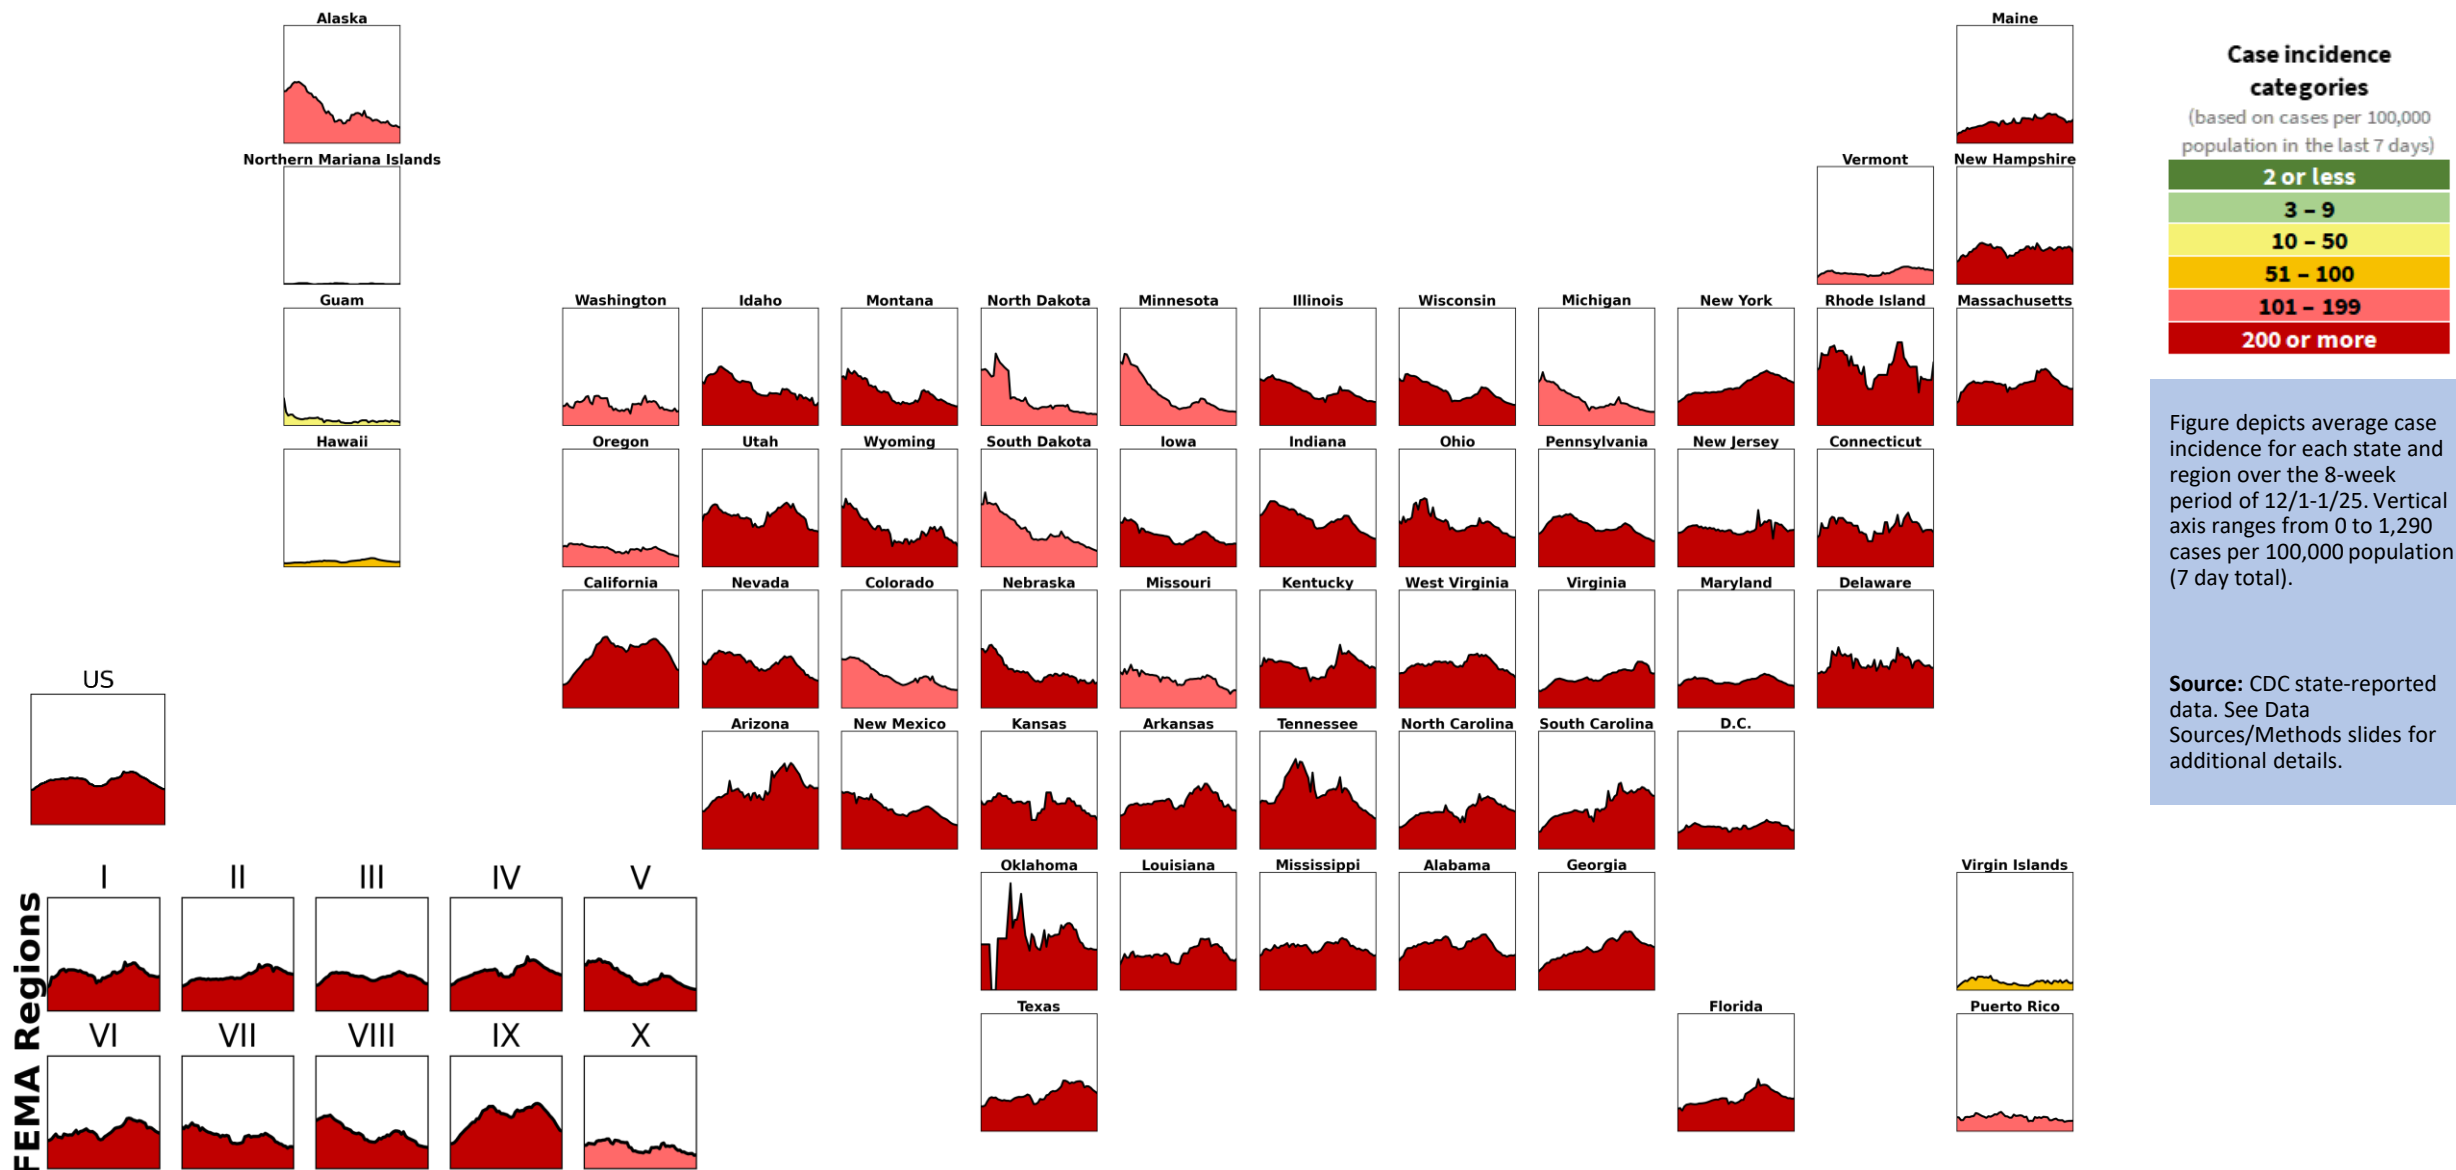 Alaska
Maine
Northern Mariana Islands
Vermont
New Hampshire
Guam
Washington
Idaho
Montana
North Dakota
Minnesota
Illinois
Wisconsin
Michigan
New York
Rhode Island
Massachusetts
Hawaii
Oregon
Utah
Wyoming
South Dakota
Iowa
Indiana
Ohio
Pennsylvania
New Jersey
Connecticut
California
Nevada
Colorado
Nebraska
Missouri
Kentucky
West Virginia
Virginia
Maryland
Delaware
US
Arizona
New Mexico
Kansas
Arkansas
Tennessee
North Carolina
South Carolina
D.C.
Oklahoma
Louisiana
Mississippi
Alabama
Georgia
Virgin Islands
Texas
Florida
Puerto Rico
FEMA Regions
I
II
III
IV
V
VI
VII
VIII
IX
X
Case incidence
categories
(based on cases per 100,000
population in the last 7 days)
2 or less
3 – 9
10 – 50
51 – 100
101 – 199
200 or more
Figure depicts average case
incidence for each state and
region over the 8-week
period of 12/1-1/25. Vertical
axis ranges from 0 to 1,290
cases per 100,000 population
(7 day total).
Source: CDC state-reported
data. See Data
Sources/Methods slides for
additional details.